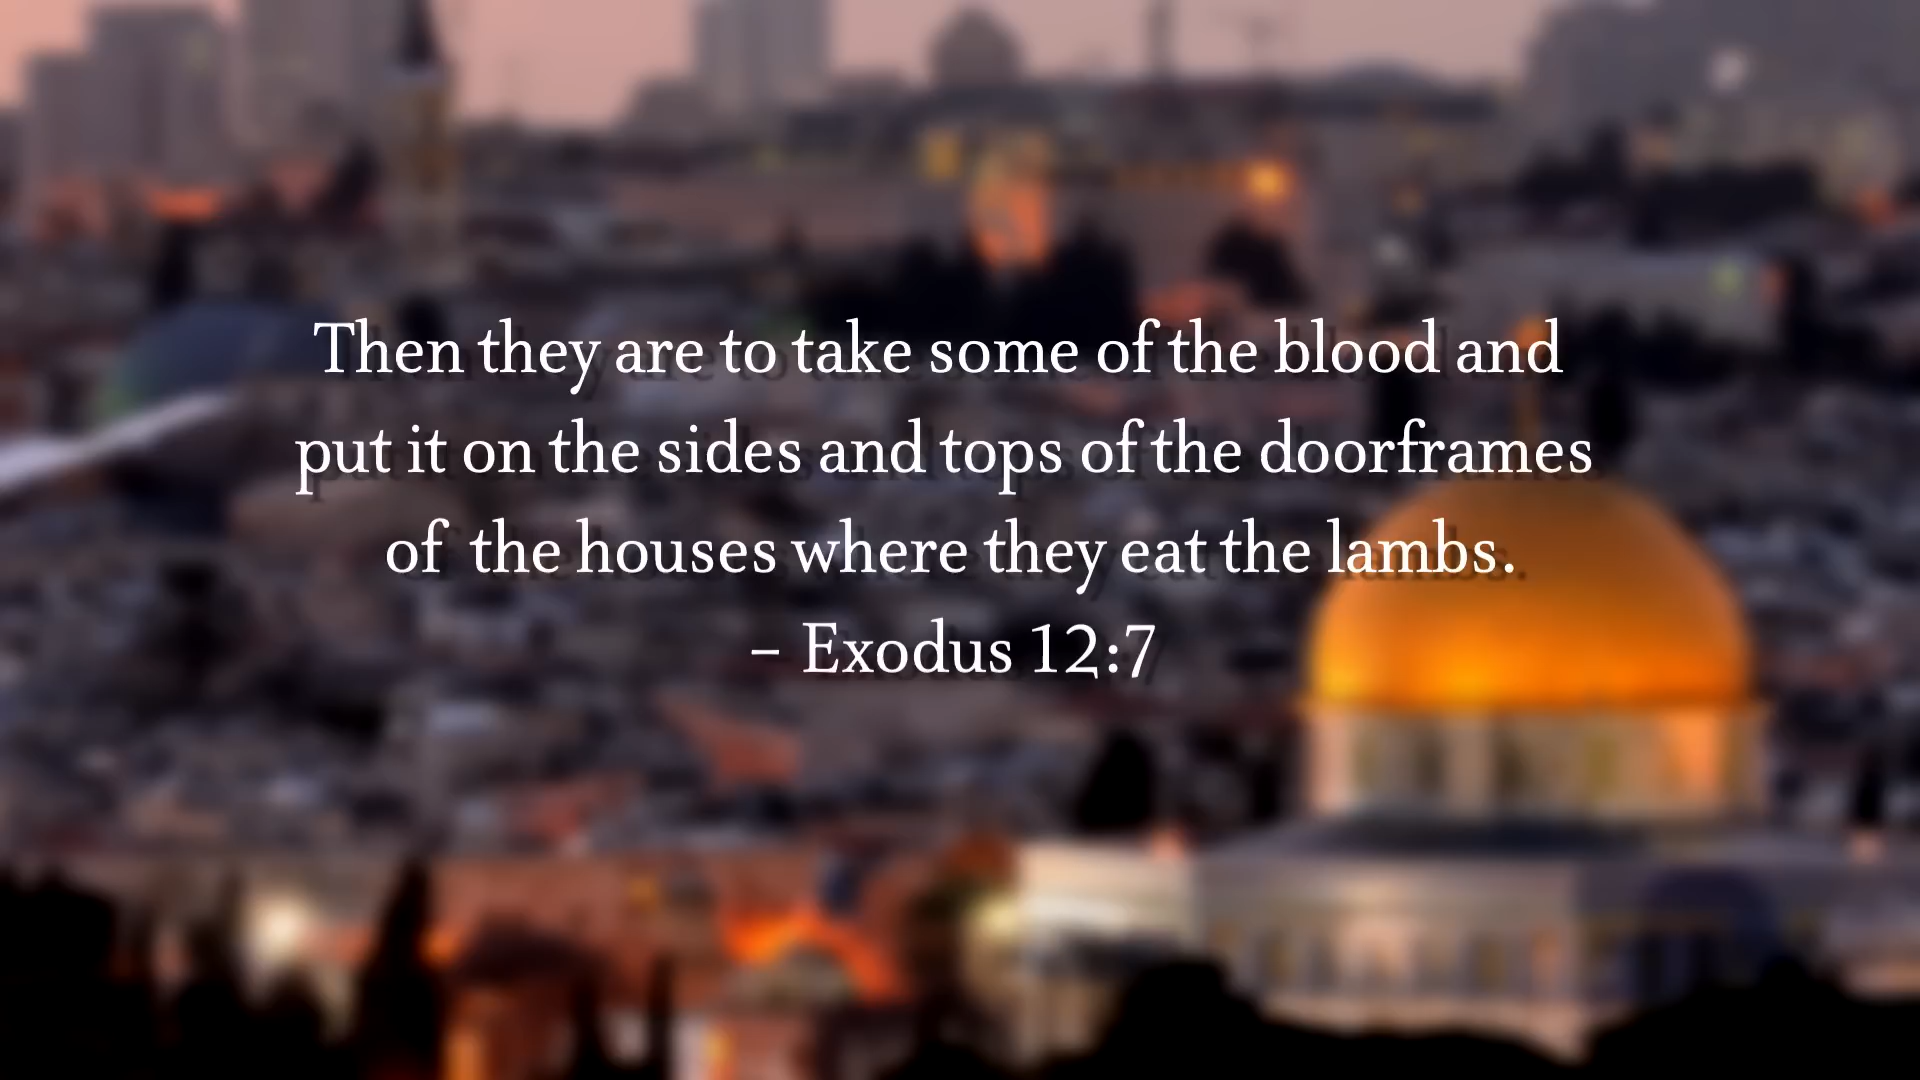 Then they are to take some of the blood and
put it on the sides and tops of the doorframes
of the houses where they eat the lambs.
– Exodus 12:7